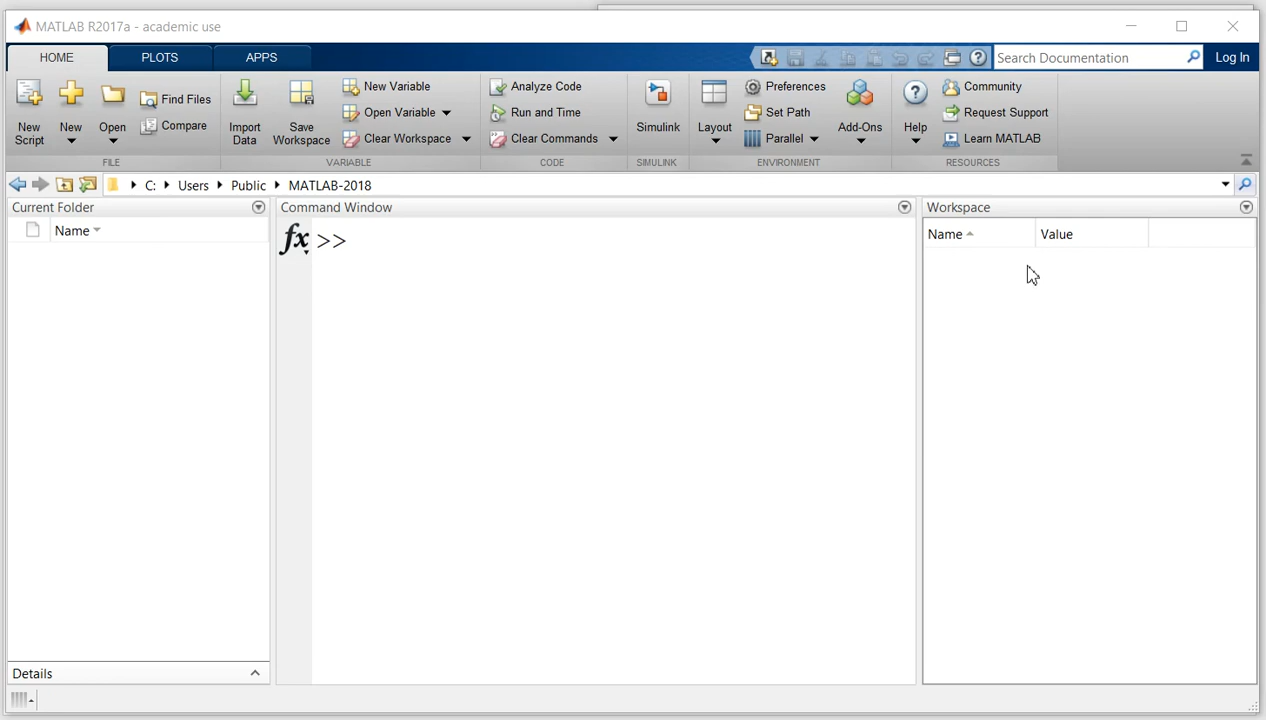 MATLAB R2017a - academic use
HOME PLOTS APPS
Search Documentation Log In
New Script
New
Open
Find Files
Compare
FILE
Import Data
Save Workspace
New Variable
Open Variable
Clear Workspace
VARIABLE
Analyze Code
Run and Time
Clear Commands
CODE
Simulink
SIMULINK
Layout
Preferences
Set Path
Parallel
Add-Ons
ENVIRONMENT
Help
Community
Request Support
Learn MATLAB
RESOURCES
C: Users Public MATLAB-2018
Current Folder
Name
Command Window
fx >>
Workspace
Name Value
Details